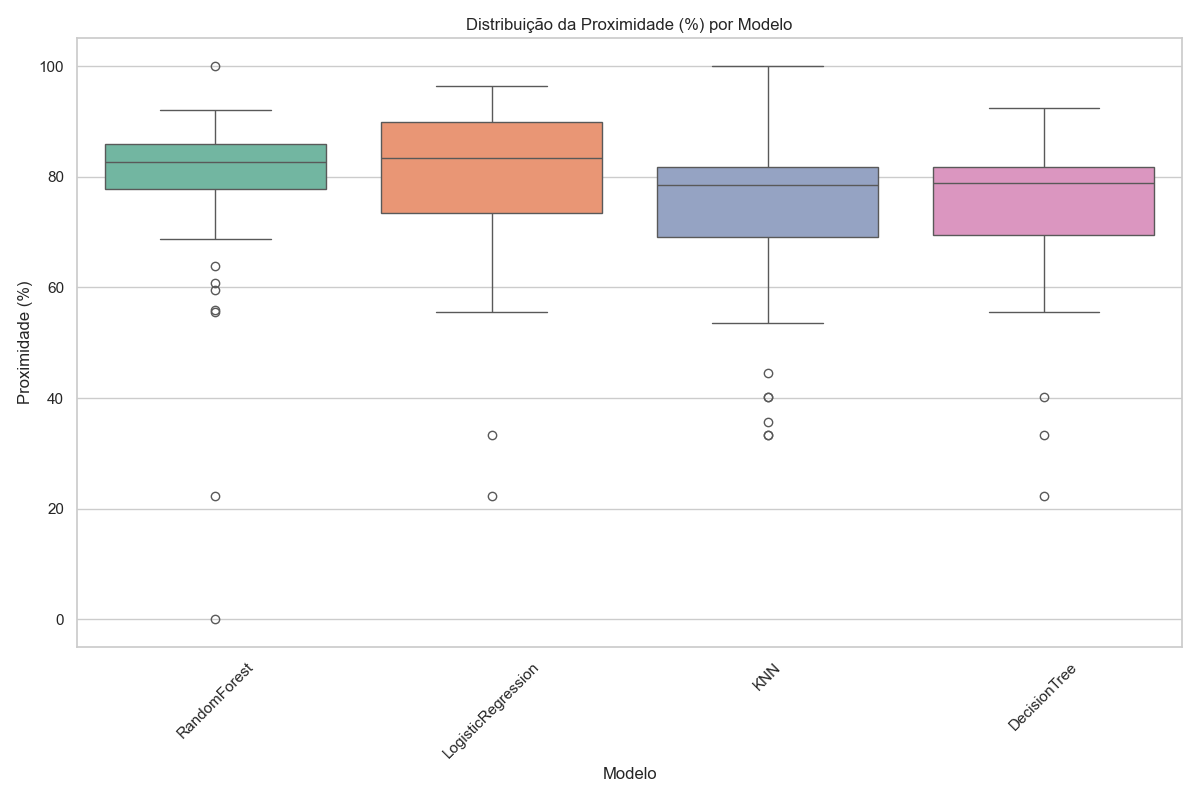 Distribuição da Proximidade (%) por Modelo
100
80
60
40
20
0
Proximidade (%)
RandomForest
LogisticRegression
KNN
DecisionTree
Modelo